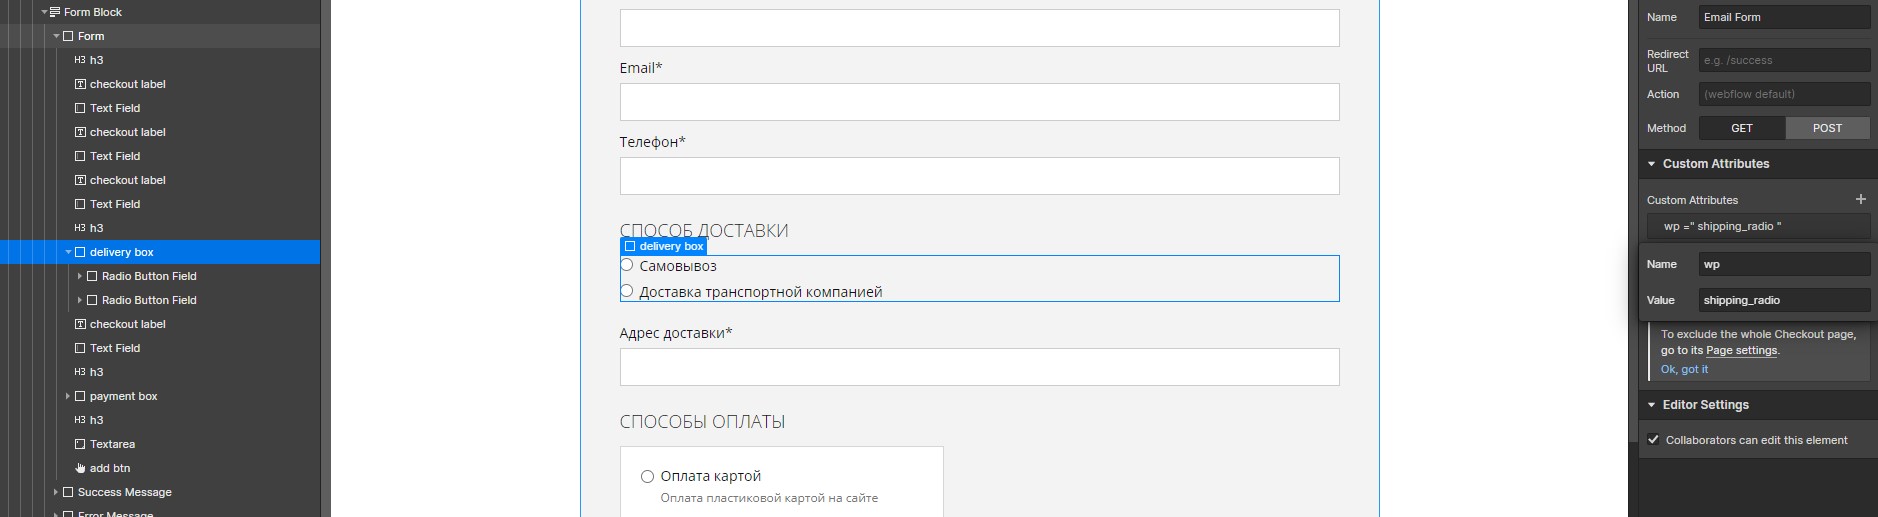 Form Block
Form
H3 h3
checkout label
Text Field
checkout label
Text Field
checkout label
Text Field
H3 h3
delivery box
Radio Button Field
Radio Button Field
checkout label
Text Field
H3 h3
payment box
H3 h3
Textarea
add btn
Success Message
Error Message
Email*
Телефон*
СПОСОБ ДОСТАВКИ
delivery box
Самовывоз
Доставка транспортной компанией
Адрес доставки*
СПОСОБЫ ОПЛАТЫ
Оплата картой
Оплата пластиковой картой на сайте
Name Email Form
Redirect URL e.g. /success
Action (webflow default)
Method GET POST
Custom Attributes
Custom Attributes +
wp =" shipping_radio "
Name wp
Value shipping_radio
To exclude the whole Checkout page,
go to its Page settings.
Ok, got it
Editor Settings
Collaborators can edit this element